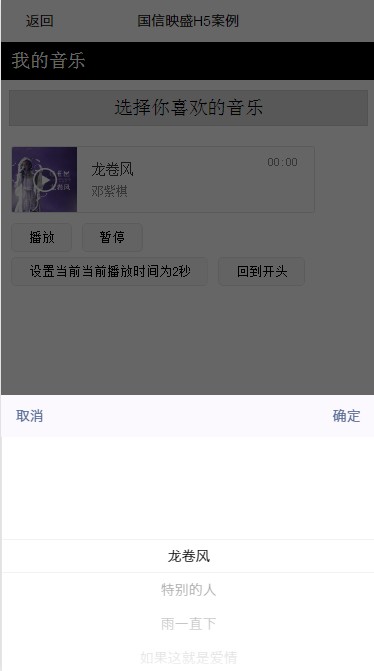 返回 国信映盛H5案例
我的音乐
选择你喜欢的音乐
龙卷风 00:00
邓紫棋
播放 暂停
设置当前当前播放时间为2秒 回到开头
取消 确定
龙卷风
特别的人
雨一直下
如果这就是爱情